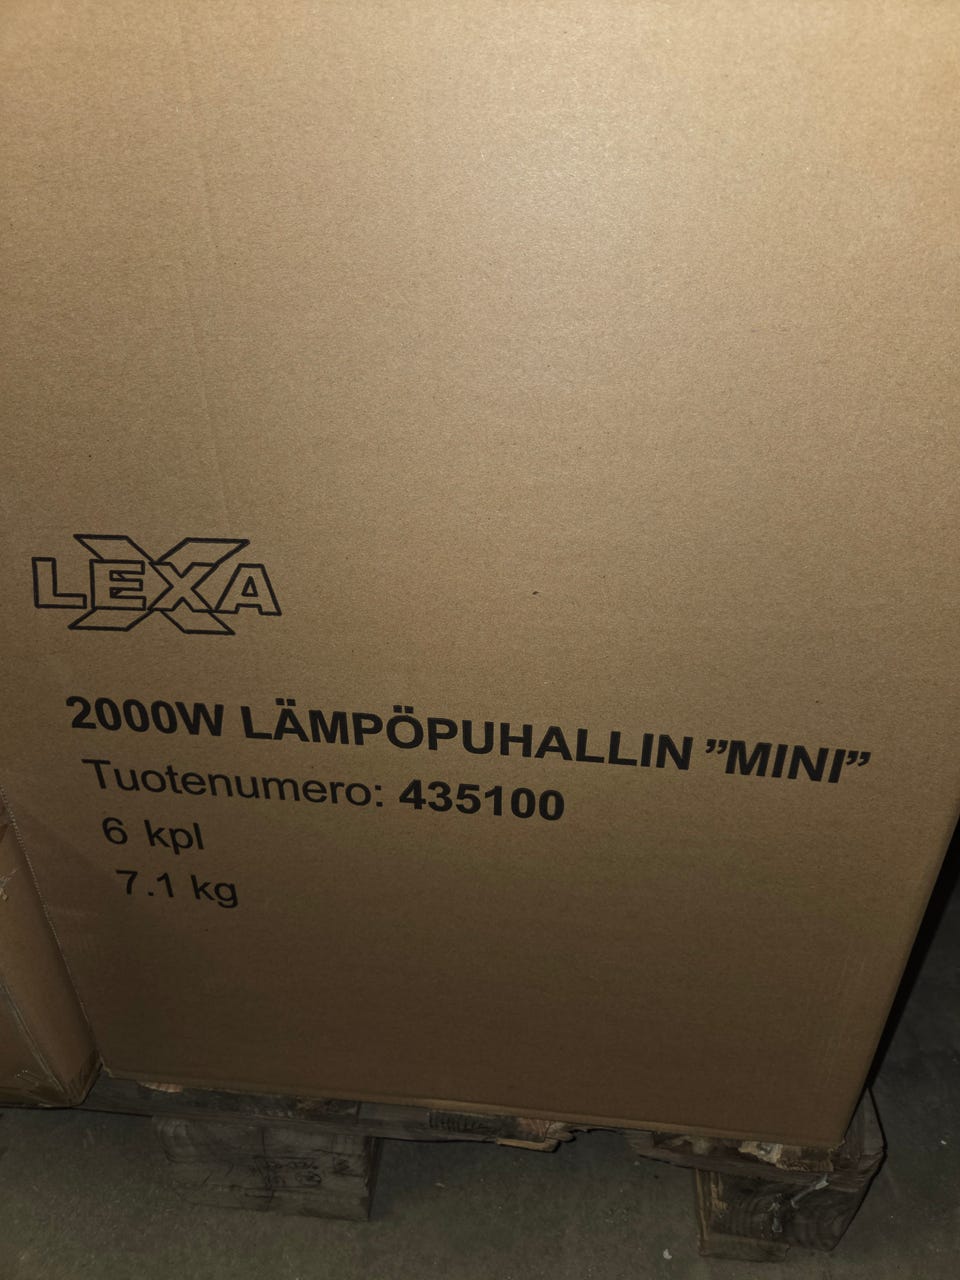 LEXA
2000W LÄMPÖPUHALLIN ”MINI”
Tuotenumero: 435100
6 kpl
7.1 kg